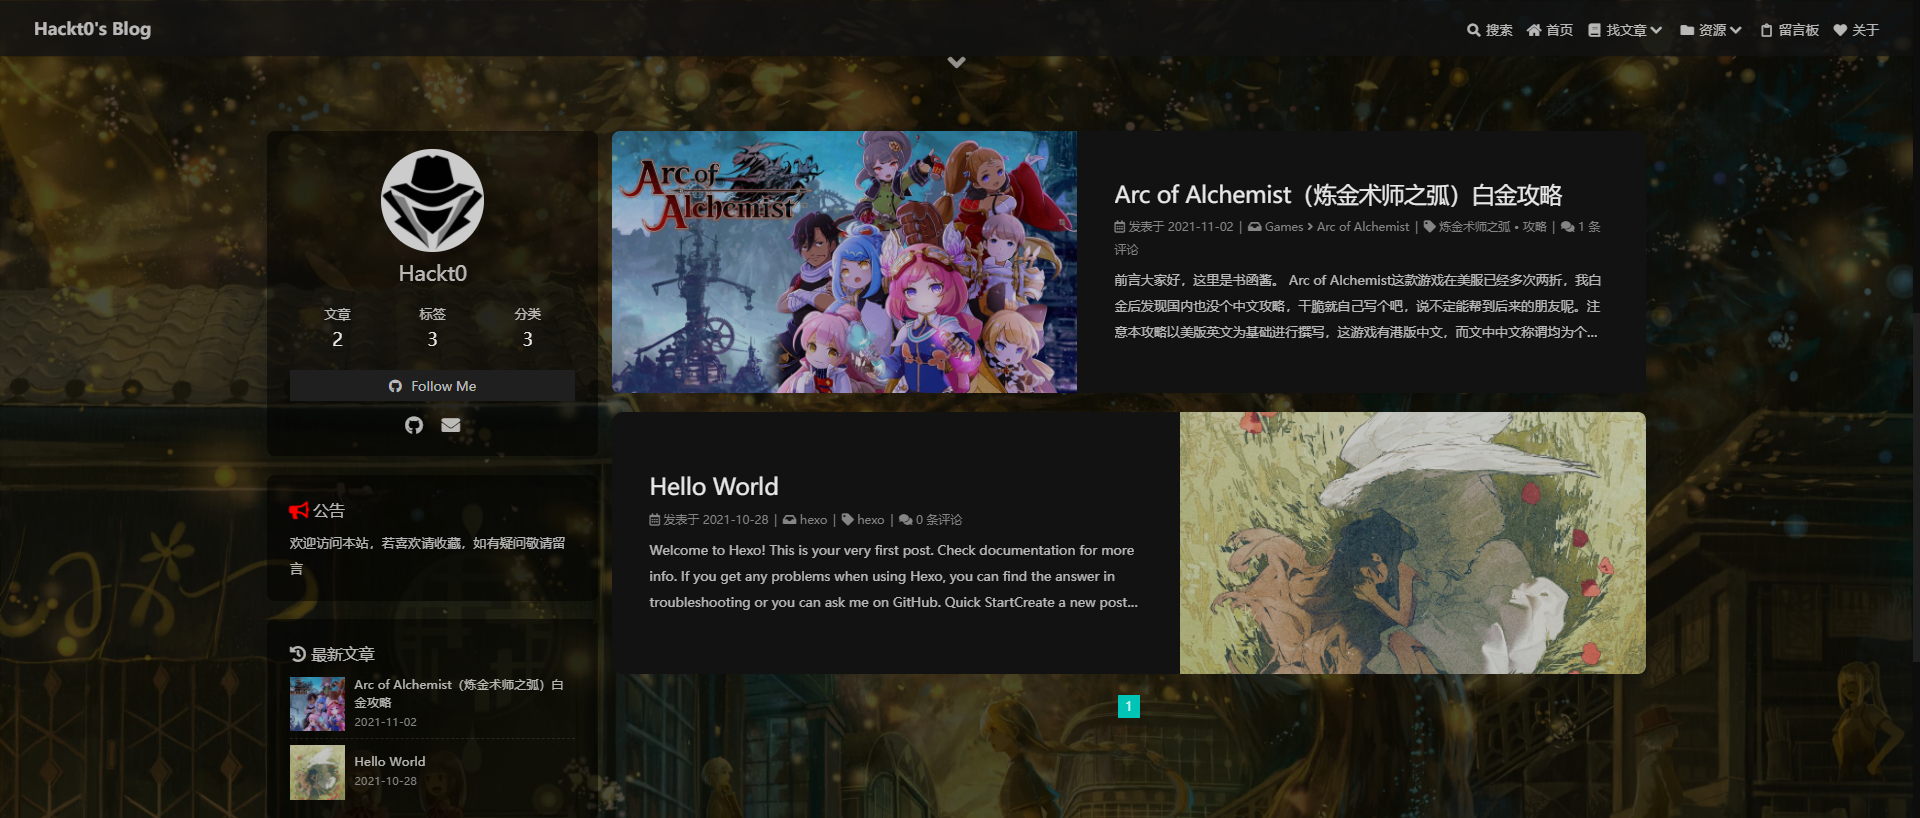 Hackt0's Blog
搜索 首页 找文章 资源 留言板 关于
Hackt0
文章 标签 分类
2 3 3
Follow Me
公告
欢迎访问本站，若喜欢请收藏，如有疑问敬请留
言
最新文章
Arc of Alchemist（炼金术师之弧）白
金攻略
2021-11-02
Hello World
2021-10-28
Arc of
Alchemist
Arc of Alchemist（炼金术师之弧）白金攻略
发表于 2021-11-02 | Games Arc of Alchemist | 炼金术师之弧 • 攻略 | 1 条
评论
前言大家好，这里是书函酱。 Arc of Alchemist这款游戏在美服已经多次两折，我白
金后发现国内也没个中文攻略，干脆就自己写个吧，说不定能帮到后来的朋友呢。注
意本攻略以美版英文为基础进行撰写，这游戏有港版中文，而文中中文称谓均为个...
Hello World
发表于 2021-10-28 | hexo | hexo | 0 条评论
Welcome to Hexo! This is your very first post. Check documentation for more
info. If you get any problems when using Hexo, you can find the answer in
troubleshooting or you can ask me on GitHub. Quick StartCreate a new post...
1